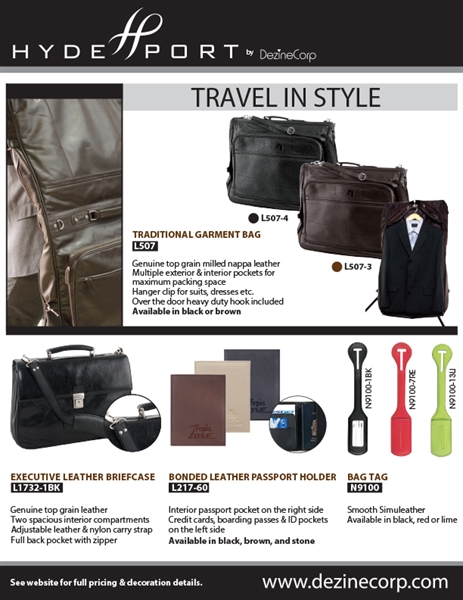 HYDE PORT by DezineCorp
TRAVEL IN STYLE
L507-4
L507-3
TRADITIONAL GARMENT BAG
L507
Genuine top grain milled nappa leather
Multiple exterior & interior pockets for
maximum packing space
Hanger clip for suits, dresses etc.
Over the door heavy duty hook included
Available in black or brown
N9100-1BK
N9100-7RE
N9100-13LI
EXECUTIVE LEATHER BRIEFCASE
L1732-1BK
Genuine top grain leather
Two spacious interior compartments
Adjustable leather & nylon carry strap
Full back pocket with zipper
BONDED LEATHER PASSPORT HOLDER
L217-60
Interior passport pocket on the right side
Credit cards, boarding passes & ID pockets
on the left side
Available in black, brown, and stone
BAG TAG
N9100
Smooth Simuleather
Available in black, red or lime
See website for full pricing & decoration details.
www.dezinecorp.com